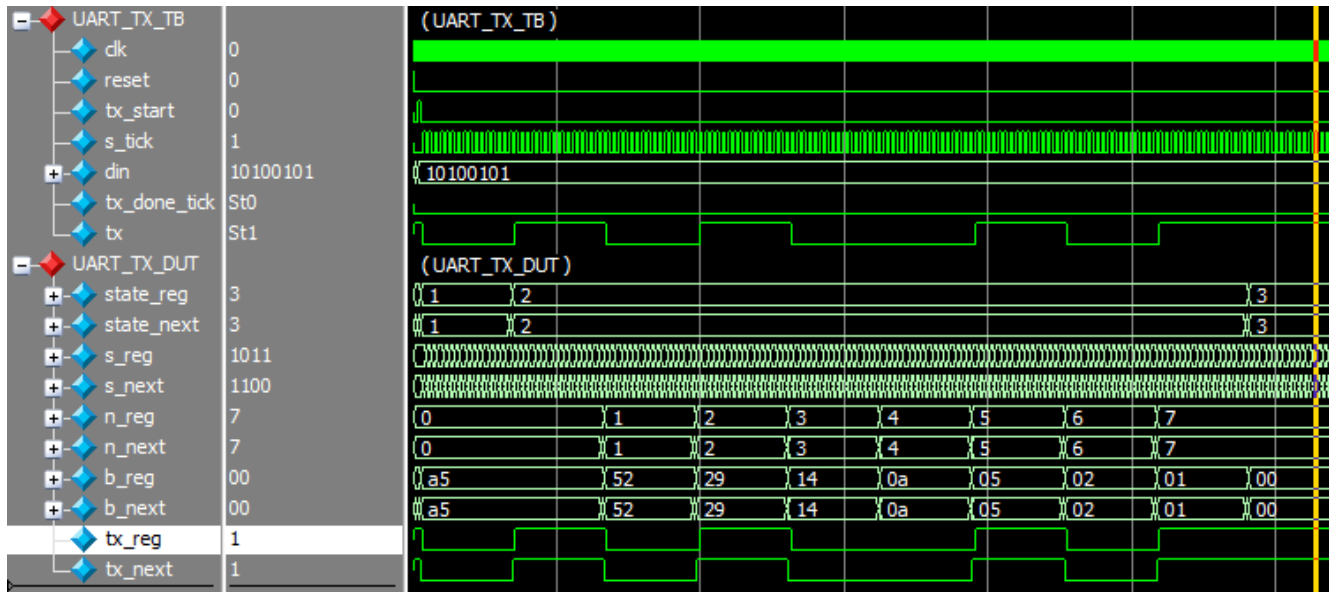 UART_TX_TB (UART_TX_TB)
clk 0
reset 0
tx_start 0
s_tick 1
din 10100101 10100101
tx_done_tick St0
tx St1
UART_TX_DUT (UART_TX_DUT)
state_reg 3 1 2 3
state_next 3 1 2 3
s_reg 1011
s_next 1100
n_reg 7 0 1 2 3 4 5 6 7
n_next 7 0 1 2 3 4 5 6 7
b_reg 00 a5 52 29 14 0a 05 02 01 00
b_next 00 a5 52 29 14 0a 05 02 01 00
tx_reg 1
tx_next 1